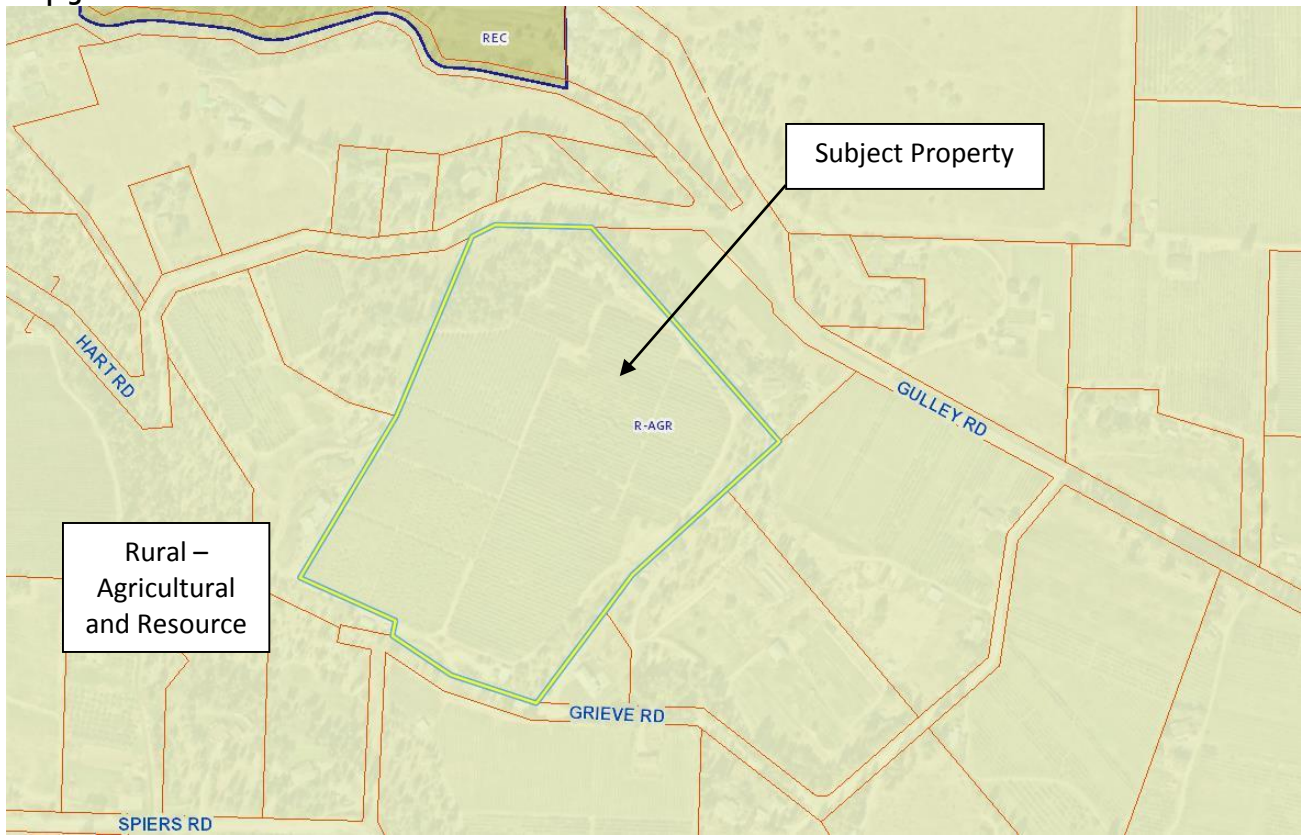 REC
Subject Property
HART RD
GULLEY RD
R-AGR
Rural –
Agricultural
and Resource
GRIEVE RD
SPIERS RD